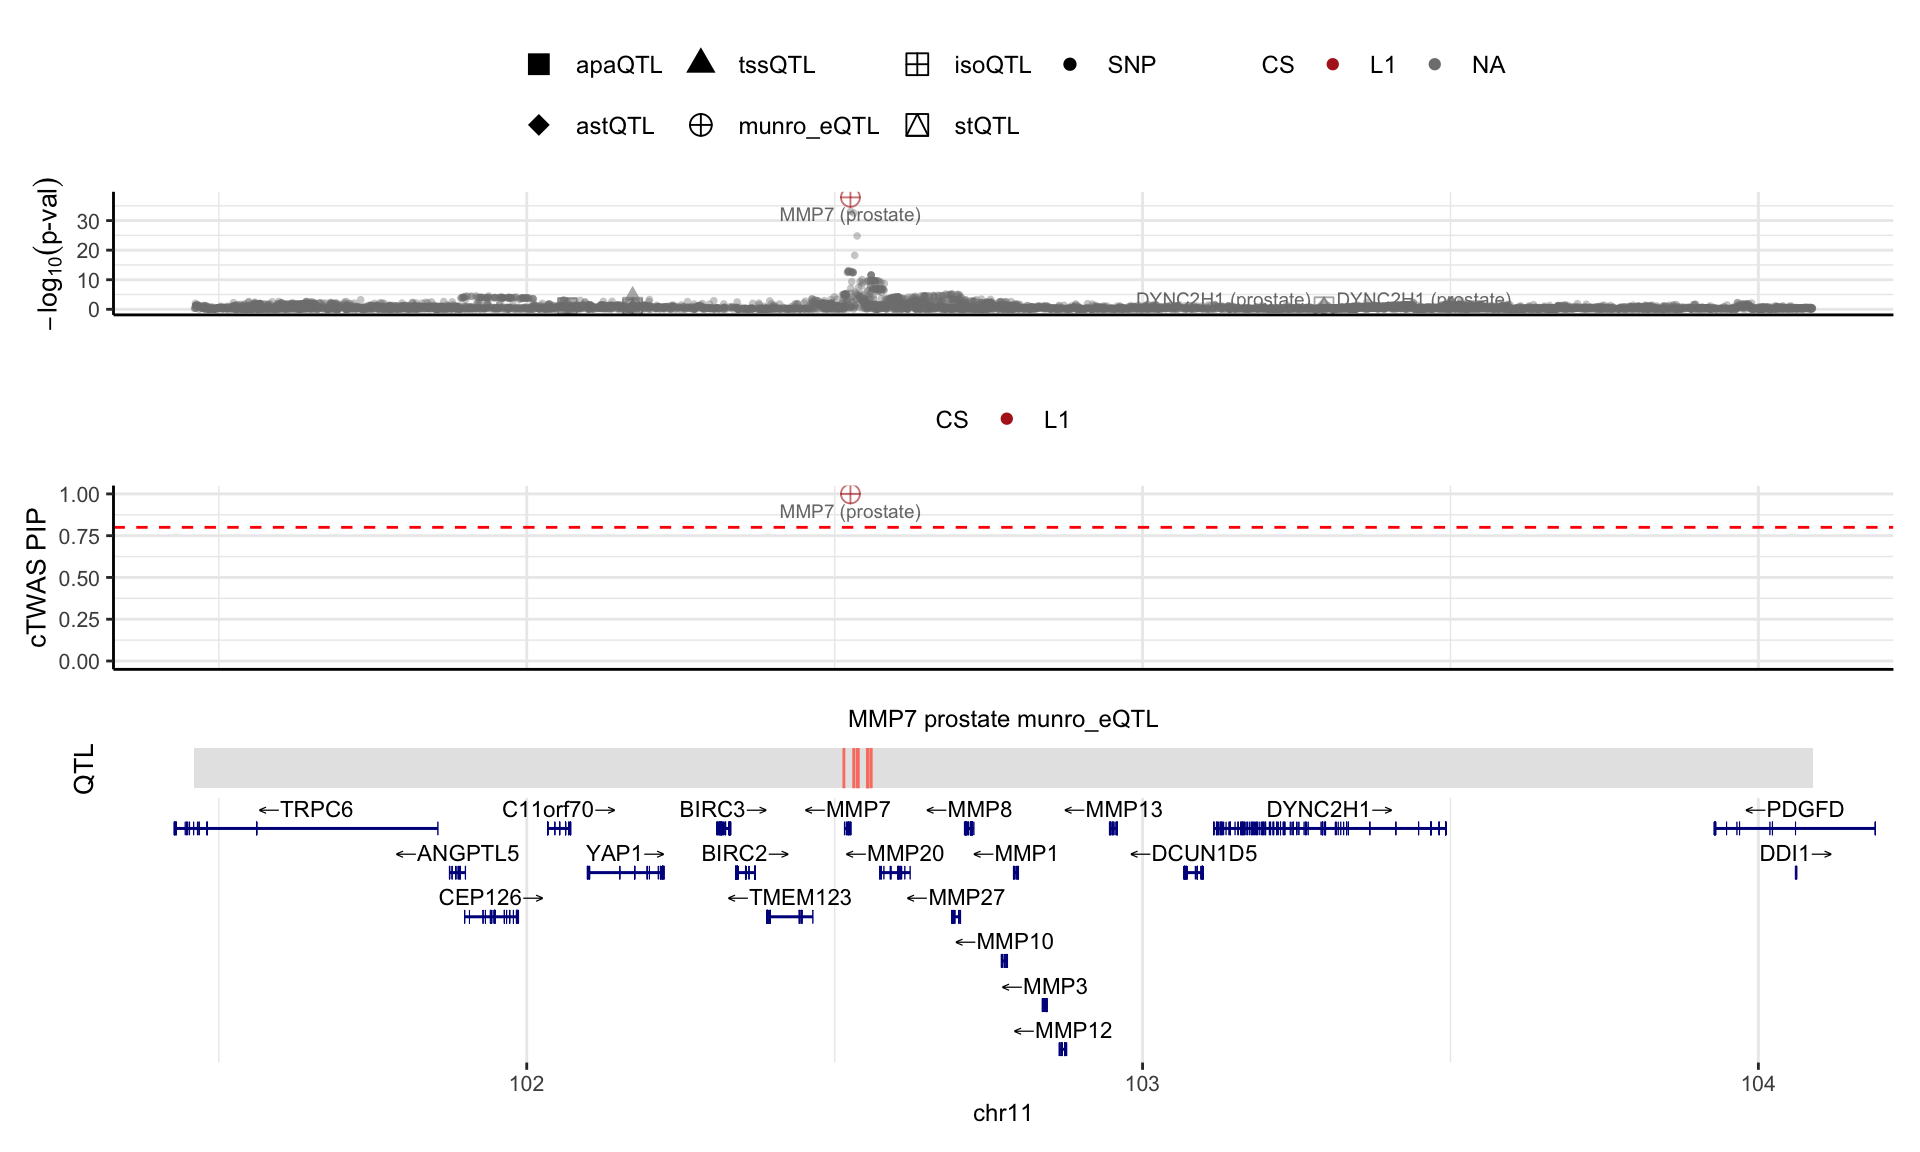 apaQTL tssQTL isoQTL SNP CS L1 NA
astQTL munro_eQTL stQTL
−log10(p-val)
30
20
10
0
MMP7 (prostate)
DYNC2H1 (prostate) DYNC2H1 (prostate)
CS L1
cTWAS PIP
1.00
0.75
0.50
0.25
0.00
MMP7 (prostate)
MMP7 prostate munro_eQTL
QTL
←TRPC6 C11orf70→ BIRC3→ ←MMP7 ←MMP8 ←MMP13 DYNC2H1→ ←PDGFD
←ANGPTL5 YAP1→ BIRC2→ ←MMP20 ←MMP1 ←DCUN1D5 DDI1→
CEP126→ ←TMEM123 ←MMP27
←MMP10
←MMP3
←MMP12
102 103 104
chr11